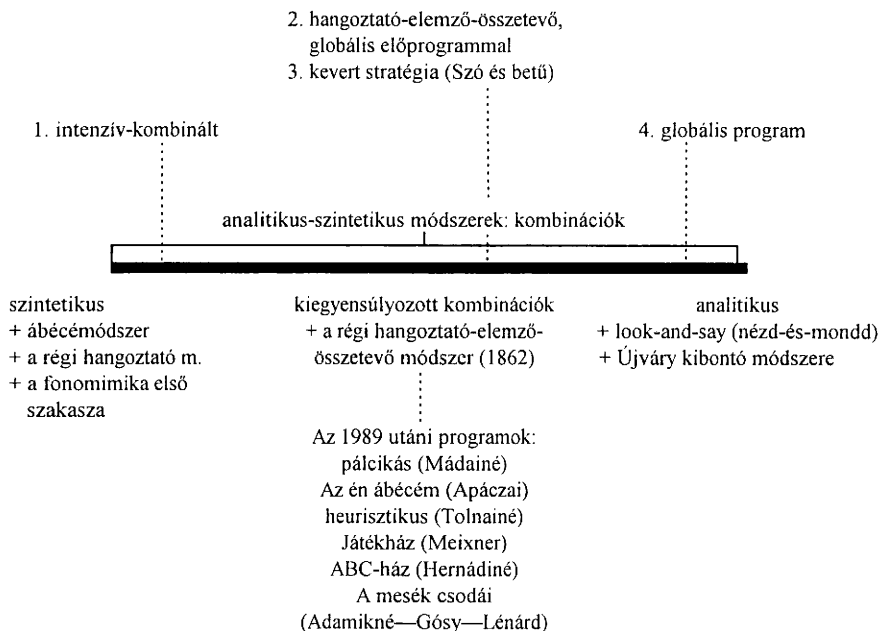 2. hangoztató-elemző-összetevő,
globális előprogrammal
3. kevert stratégia (Szó és betű)
1. intenzív-kombinált
4. globális program
analitikus-szintetikus módszerek: kombinációk
szintetikus
+ ábécémódszer
+ a régi hangoztató m.
+ a fonomimika első
szakasza
kiegyensúlyozott kombinációk
+ a régi hangoztató-elemző-
összetevő módszer (1862)
analitikus
+ look-and-say (nézd-és-mondd)
+ Újváry kibontó módszere
Az 1989 utáni programok:
pálcikás (Mádainé)
Az én ábécém (Apáczai)
heurisztikus (Tolnainé)
Játékház (Meixner)
ABC-ház (Hernádiné)
A mesék csodái
(Adamikné—Gósy—Lénárd)